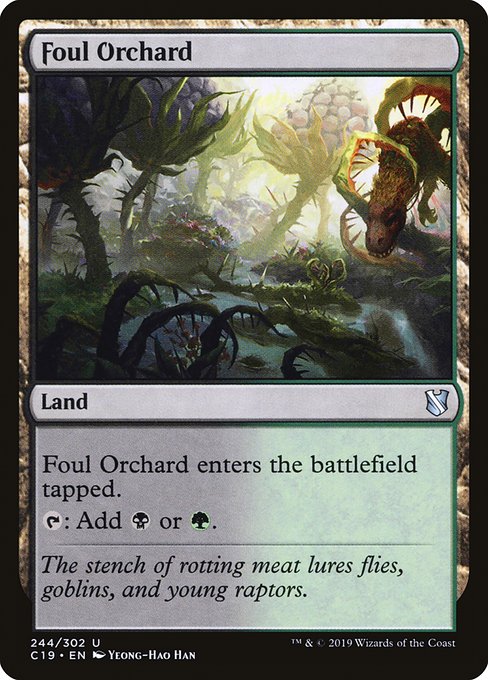 Foul Orchard
Land
Foul Orchard enters the battlefield
tapped.
: Add or .
The stench of rotting meat lures flies,
goblins, and young raptors.
244/302 U
™ & © 2019 Wizards of the Coast
C19 • EN Yeong-Hao Han